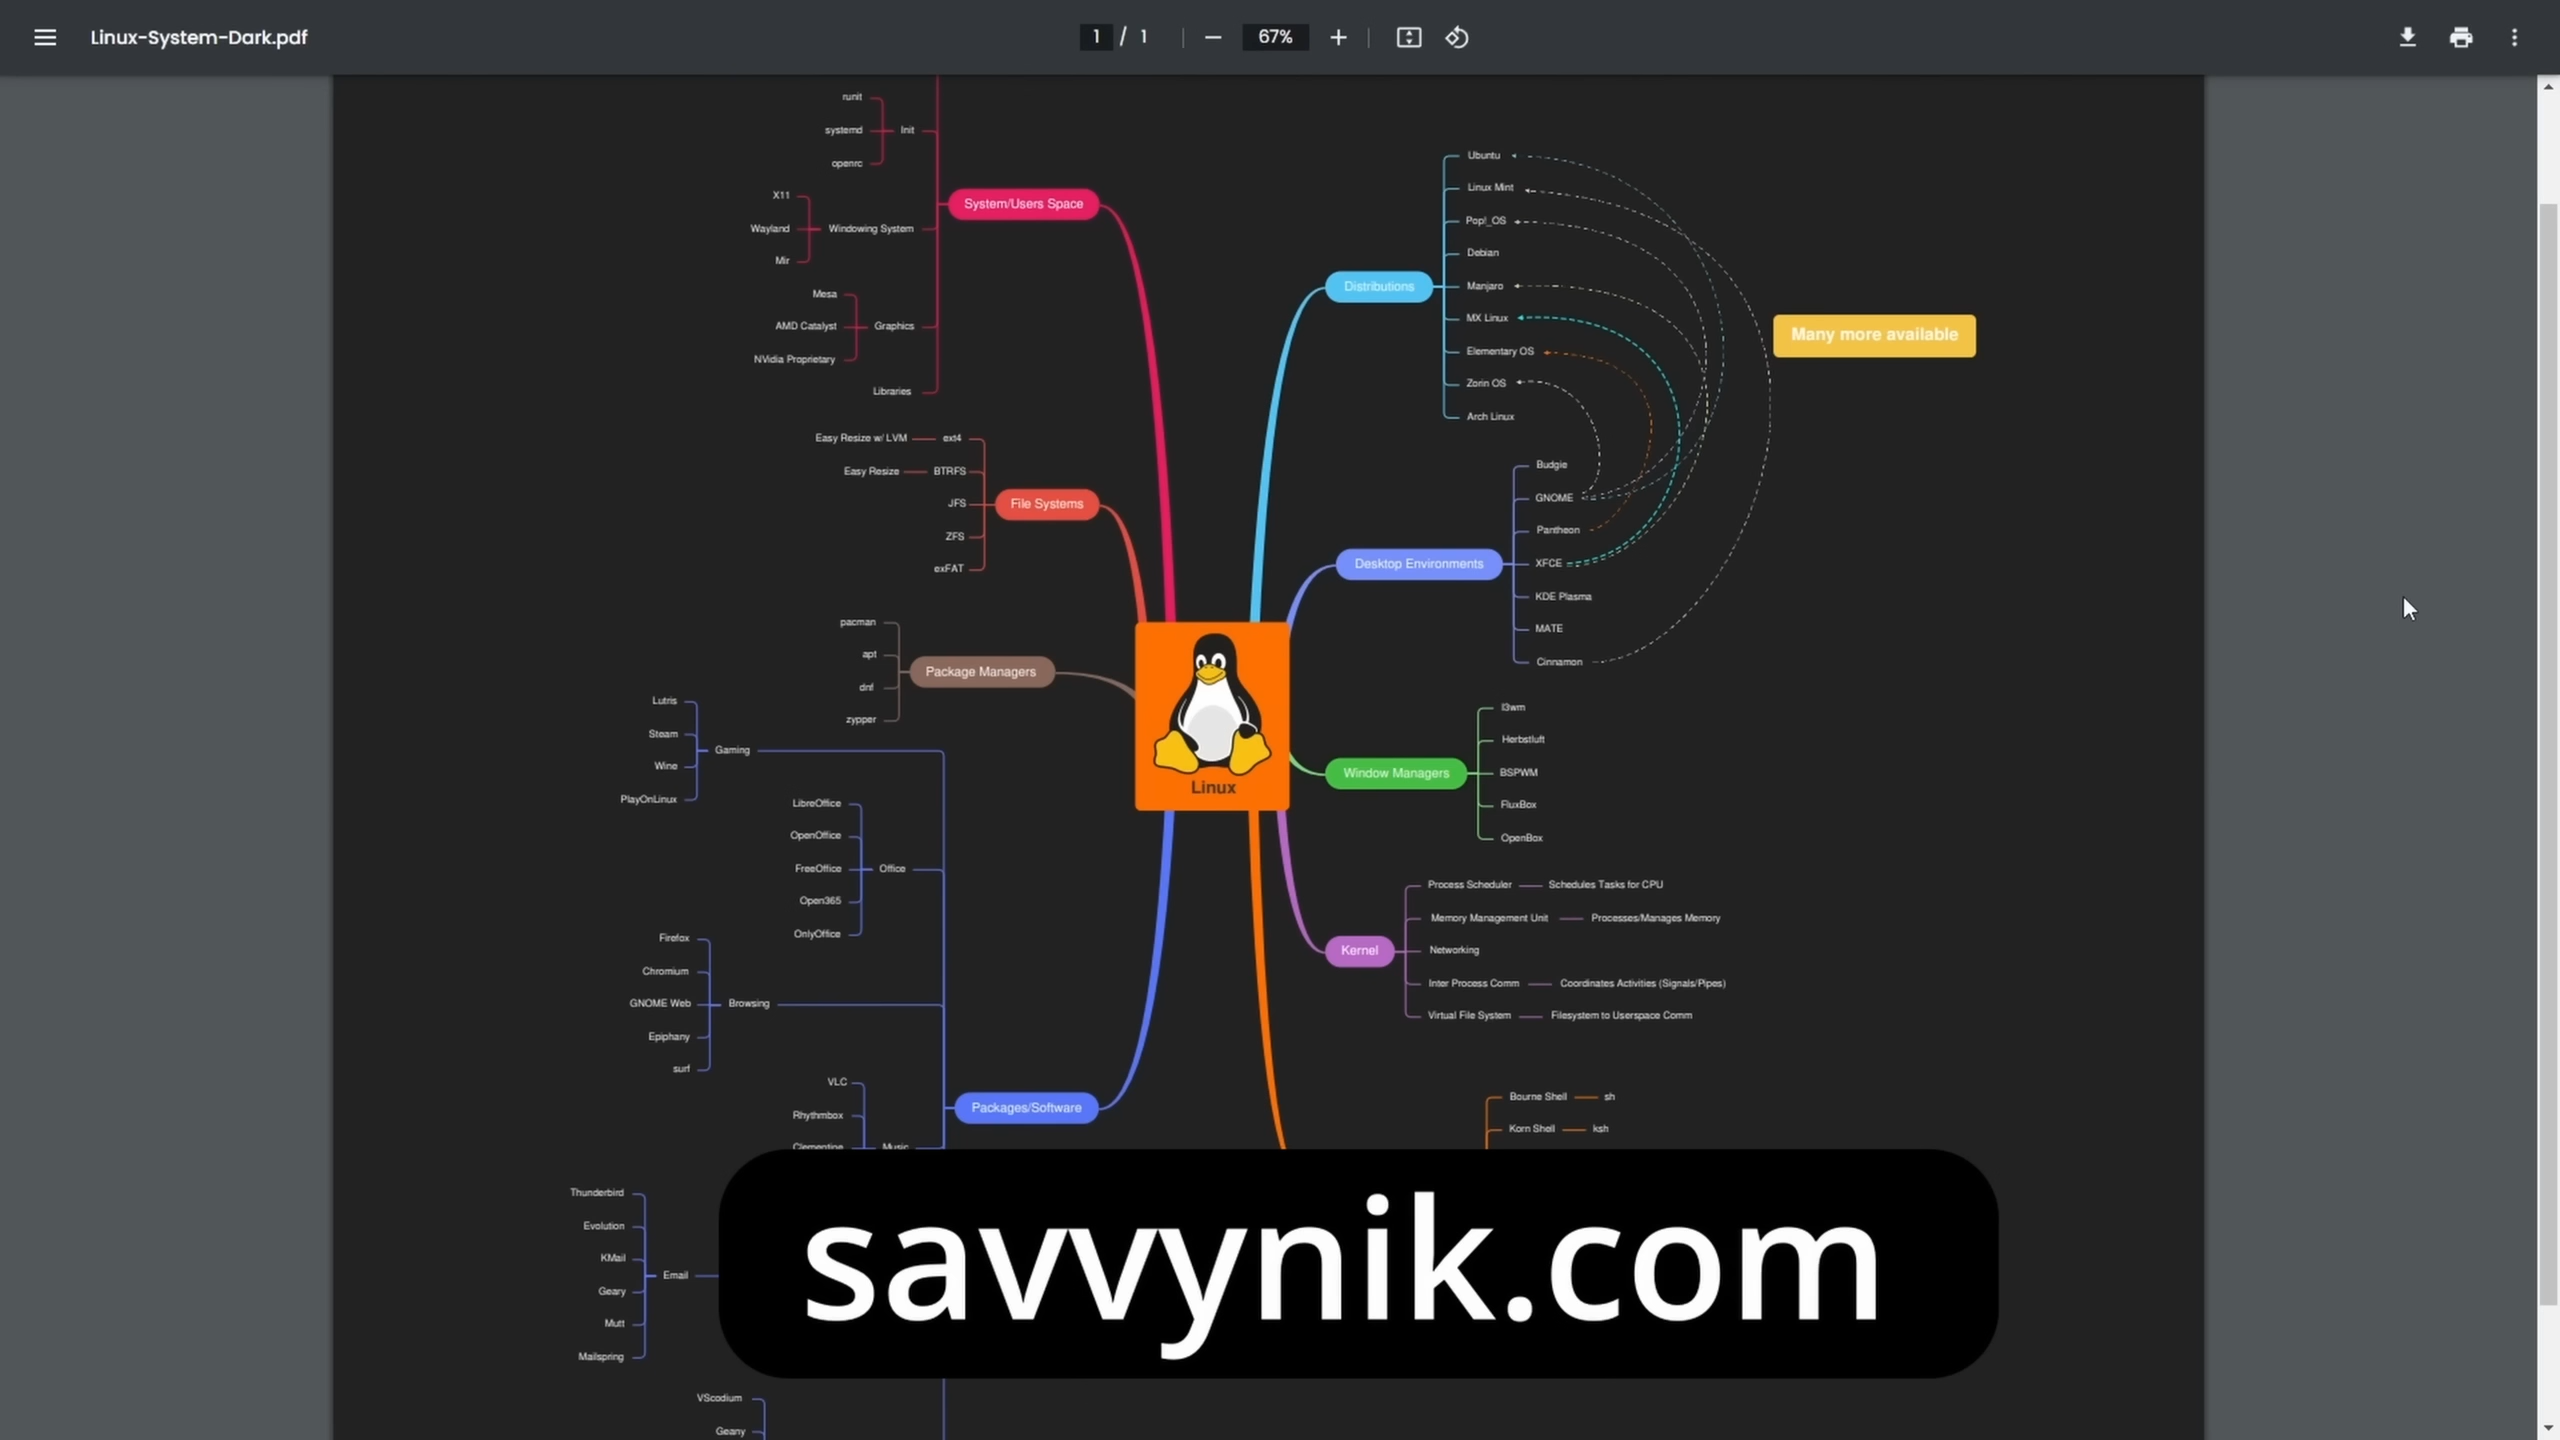 Linux-System-Dark.pdf
1 / 1
67%
runit
systemd
openrc
Init
X11
Wayland
Mir
Windowing System
Mesa
AMD Catalyst
NVidia Proprietary
Graphics
Libraries
System/Users Space
Easy Resize w/ LVM
ext4
Easy Resize
BTRFS
JFS
ZFS
exFAT
File Systems
pacman
apt
dnf
zypper
Package Managers
Lutris
Steam
Wine
PlayOnLinux
Gaming
LibreOffice
OpenOffice
FreeOffice
Open365
OnlyOffice
Office
Firefox
Chromium
GNOME Web
Epiphany
surf
Browsing
VLC
Rhythmbox
Clementine
Music
Packages/Software
Thunderbird
Evolution
KMail
Geary
Mutt
Mailspring
Email
VScodium
Geany
Linux
Distributions
Ubuntu
Linux Mint
Pop!_OS
Debian
Manjaro
MX Linux
Elementary OS
Zorin OS
Arch Linux
Many more available
Desktop Environments
Budgie
GNOME
Pantheon
XFCE
KDE Plasma
MATE
Cinnamon
Window Managers
I3wm
Herbstluft
BSPWM
FluxBox
OpenBox
Kernel
Process Scheduler
Schedules Tasks for CPU
Memory Management Unit
Processes/Manages Memory
Networking
Inter Process Comm
Coordinates Activities (Signals/Pipes)
Virtual File System
Filesystem to Userspace Comm
Bourne Shell
sh
Korn Shell
ksh
savvynik.com